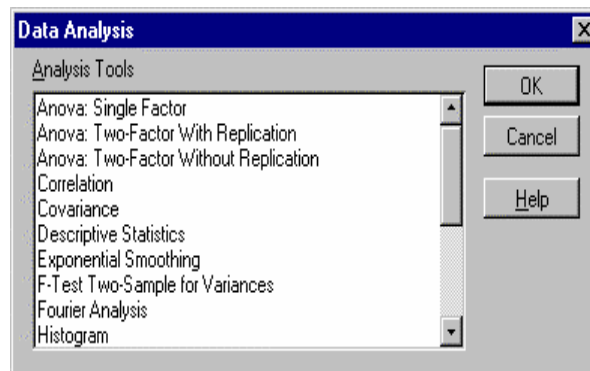 Data Analysis
Analysis Tools
Anova: Single Factor
Anova: Two-Factor With Replication
Anova: Two-Factor Without Replication
Correlation
Covariance
Descriptive Statistics
Exponential Smoothing
F-Test Two-Sample for Variances
Fourier Analysis
Histogram
OK
Cancel
Help